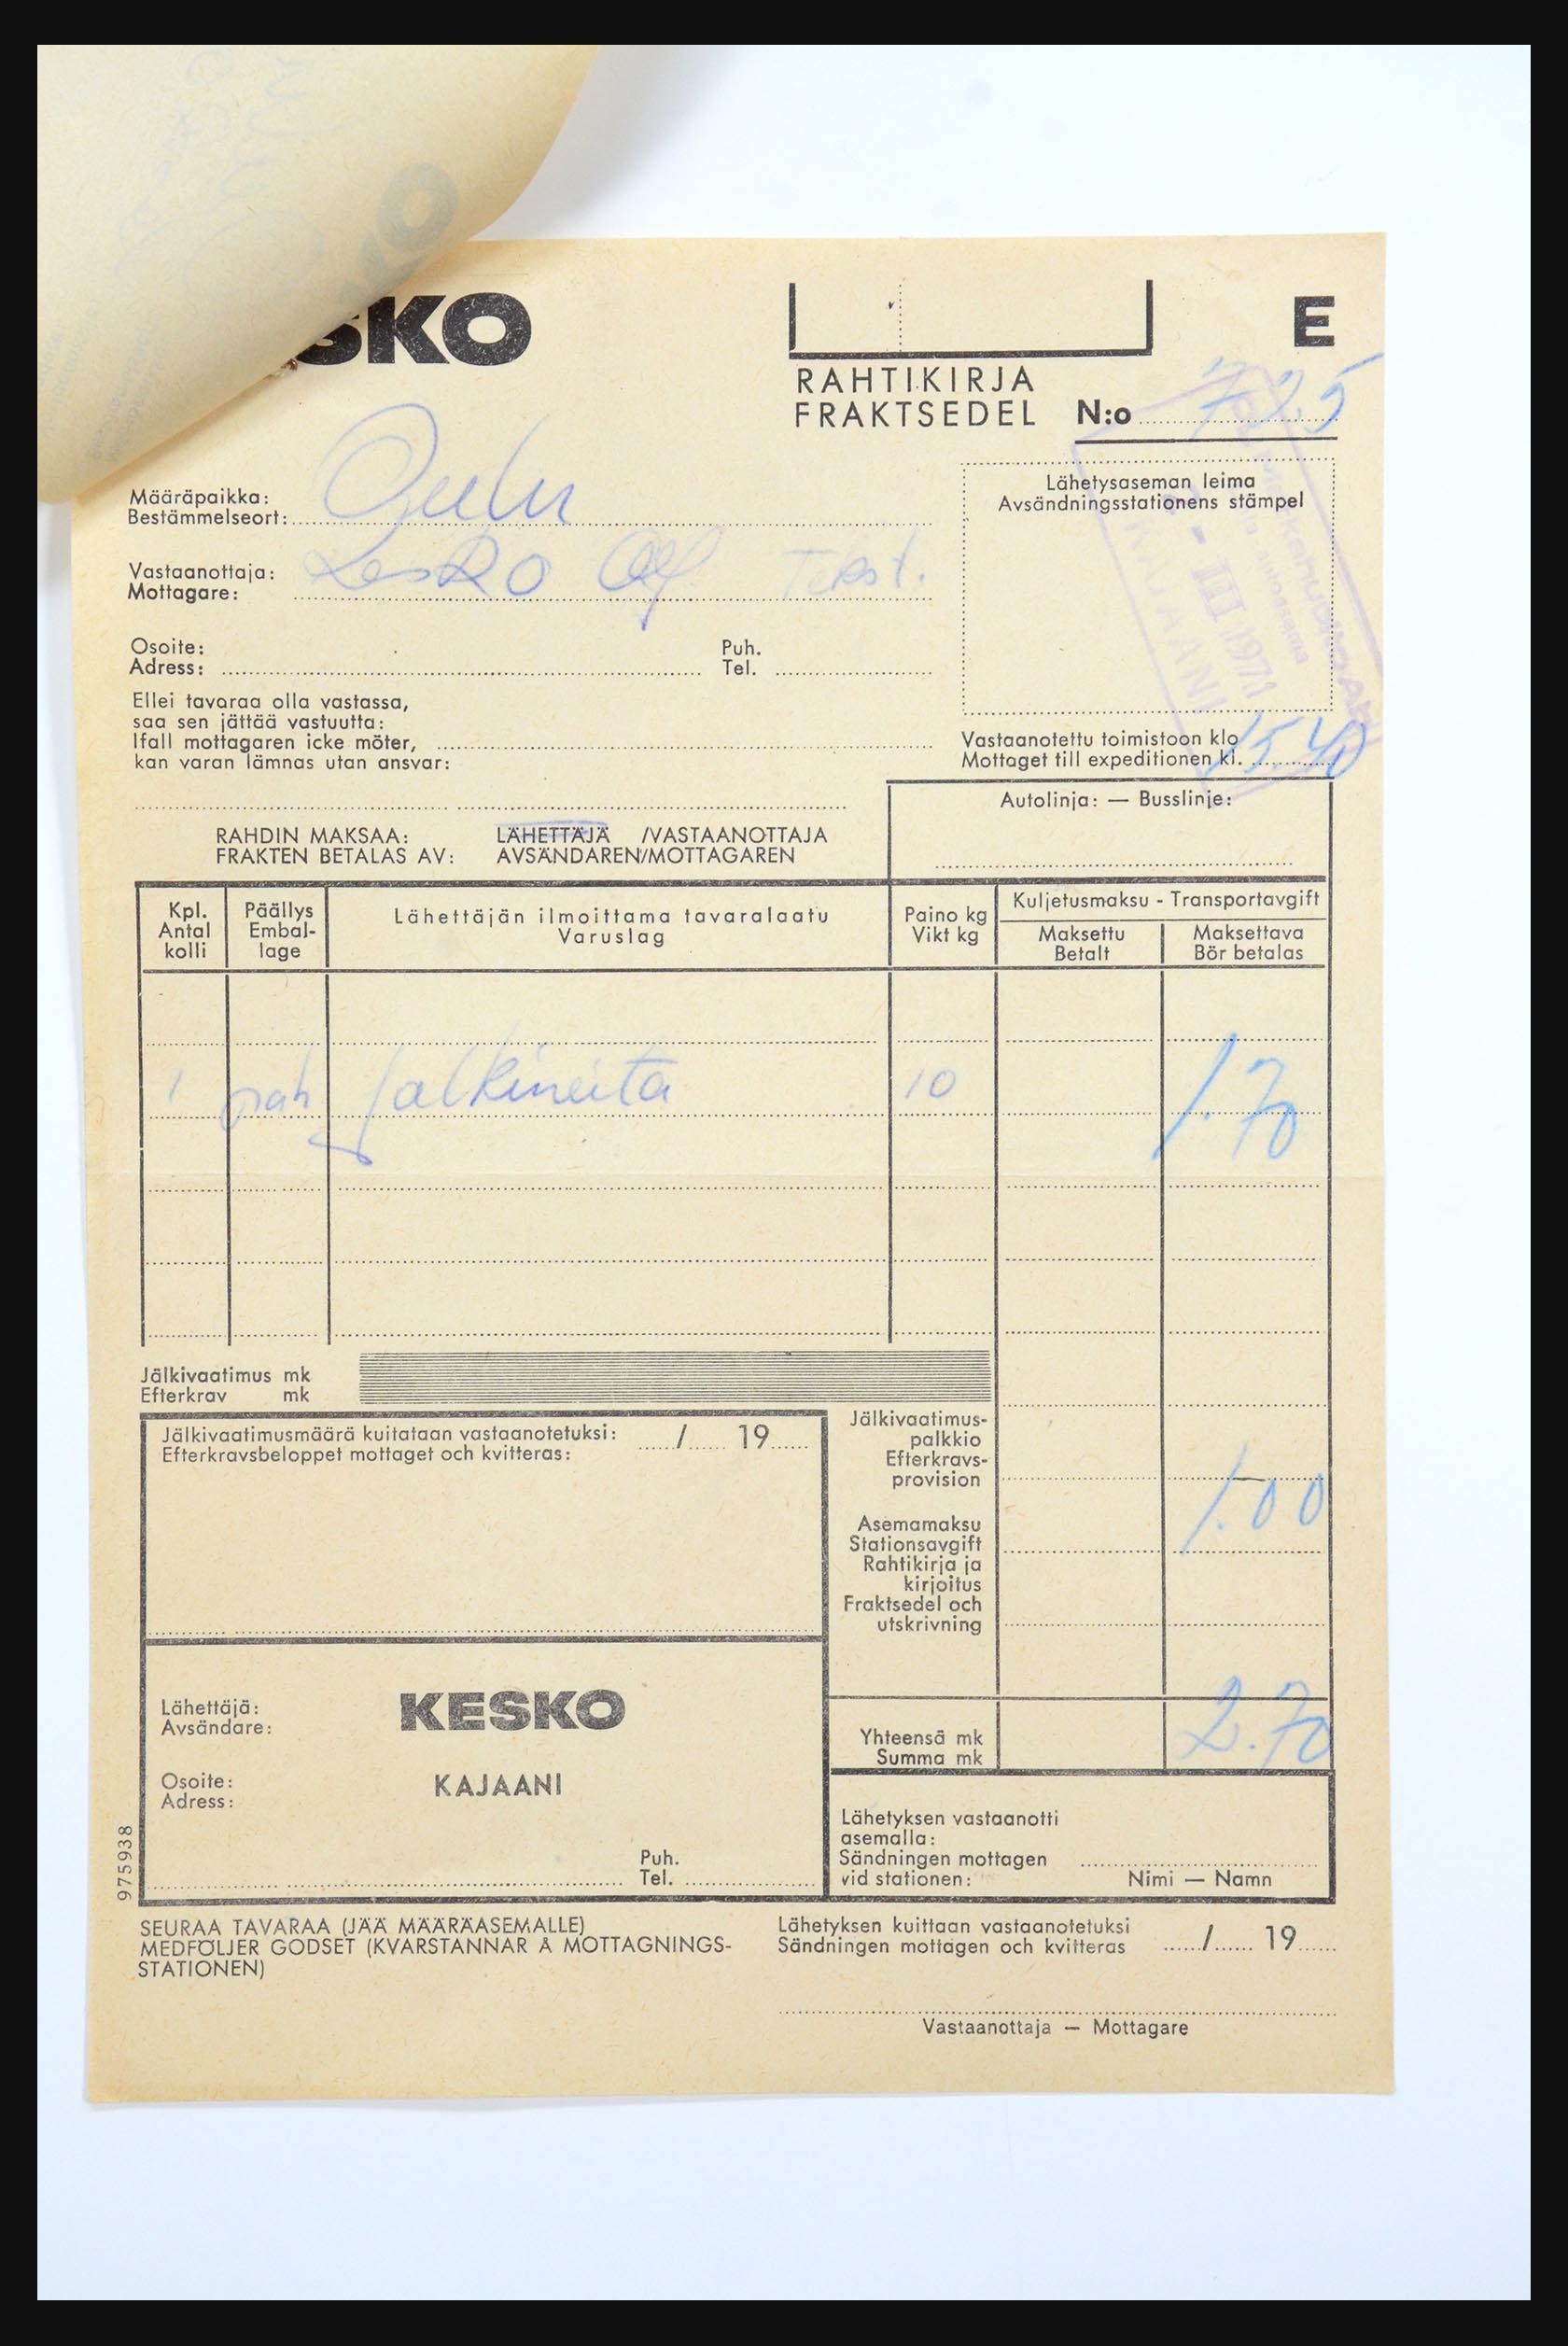 SKO
E
RAHTIKIRJA
FRAKTSEDEL N:o 725
Määräpaikka:
Bestämmelseort: Oulu
Lähetysaseman leima
Avsändningsstationens stämpel
Vastaanottaja:
Mottagare: Kesko Oy Tekst.
III 1971
KAJAANI
Osoite:
Adress:
Puh.
Tel.
Ellei tavaraa olla vastassa,
saa sen jättää vastuutta:
Ifall mottagaren icke möter,
kan varan lämnas utan ansvar:
Vastaanotettu toimistoon klo
Mottaget till expeditionen kl. 15.40
Autolinja: — Busslinje:
RAHDIN MAKSAA: LÄHETTÄJÄ /VASTAANOTTAJA
FRAKTEN BETALAS AV: AVSÄNDAREN/MOTTAGAREN
Kpl.
Antal
kolli
Päällys
Embal-
lage
Lähettäjän ilmoittama tavaralaatu
Varuslag
Paino kg
Vikt kg
Kuljetusmaksu - Transportavgift
Maksettu
Betalt
Maksettava
Bör betalas
1 pah jalkineita 10 1.70
Jälkivaatimus mk
Efterkrav mk
Jälkivaatimusmäärä kuitataan vastaanotetuksi: / 19
Efterkravsbeloppet mottaget och kvitteras:
Jälkivaatimus-
palkkio
Efterkravs-
provision
1.00
Asemamaksu
Stationsavgift
Rahtikirja ja
kirjoitus
Fraktsedel och
utskrivning
Lähettäjä:
Avsändare:
KESKO
Yhteensä mk
Summa mk
2.70
Osoite:
Adress:
KAJAANI
Puh.
Tel.
Lähetyksen vastaanotti
asemalla:
Sändningen mottagen
vid stationen:
Nimi — Namn
975938
SEURAA TAVARAA (JÄÄ MÄÄRÄASEMALLE)
MEDFÖLJER GODSET (KVARSTANNAR Å MOTTAGNINGS-
STATIONEN)
Lähetyksen kuittaan vastaanotetuksi
Sändningen mottagen och kvitteras / 19
Vastaanottaja — Mottagare